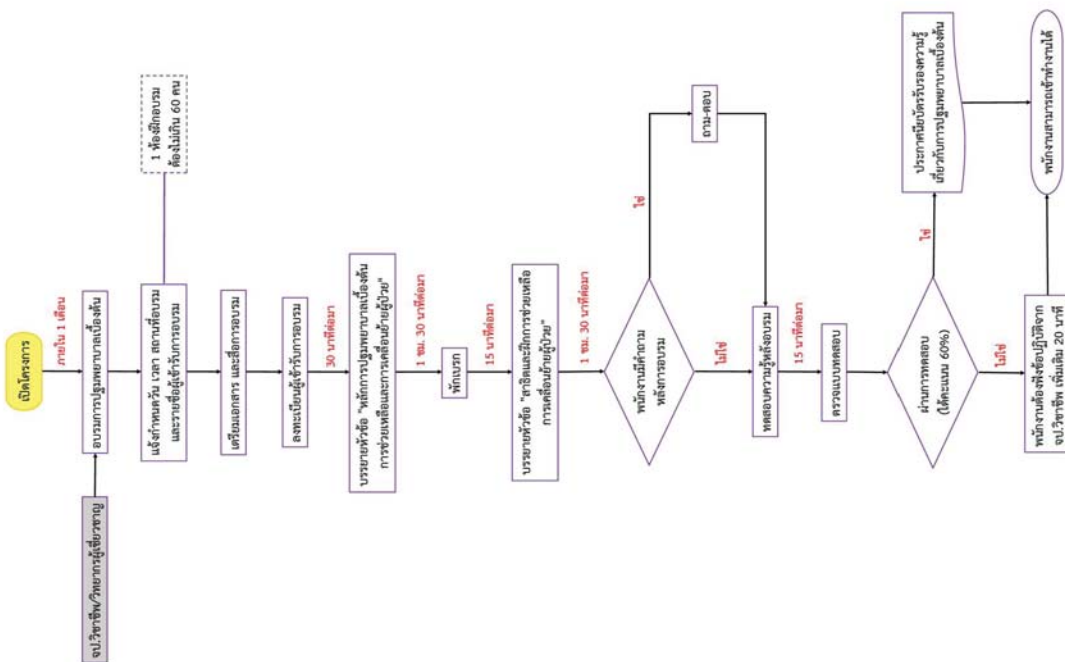 เปิดโครงการ
ภายใน 1 เดือน
จป.วิชาชีพ/วิทยากรผู้เชี่ยวชาญ
อบรมการปฐมพยาบาลเบื้องต้น
แจ้งกำหนดวัน เวลา สถานที่อบรม
และรายชื่อผู้เข้ารับการอบรม
1 ห้องฝึกอบรม
ต้องไม่เกิน 60 คน
เตรียมเอกสาร และสื่อการอบรม
ลงทะเบียนผู้เข้ารับการอบรม
30 นาทีต่อมา
บรรยายหัวข้อ "หลักการปฐมพยาบาลเบื้องต้น
การช่วยเหลือและการเคลื่อนย้ายผู้ป่วย"
1 ชม. 30 นาทีต่อมา
พักเบรก
15 นาทีต่อมา
บรรยายหัวข้อ "สาธิตและฝึกการช่วยเหลือ
การเคลื่อนย้ายผู้ป่วย"
1 ชม. 30 นาทีต่อมา
พนักงานมีคำถาม
หลังการอบรม
ใช่
ถาม-ตอบ
ไม่ใช่
ทดสอบความรู้หลังอบรม
15 นาทีต่อมา
ตรวจแบบทดสอบ
ผ่านการทดสอบ
(ได้คะแนน 60%)
ใช่
ประกาศนียบัตรรับรองความรู้
เกี่ยวกับการปฐมพยาบาลเบื้องต้น
ไม่ใช่
พนักงานต้องฟังข้อปฏิบัติจาก
จป.วิชาชีพ เพิ่มเติม 20 นาที
พนักงานสามารถเข้าทำงานได้